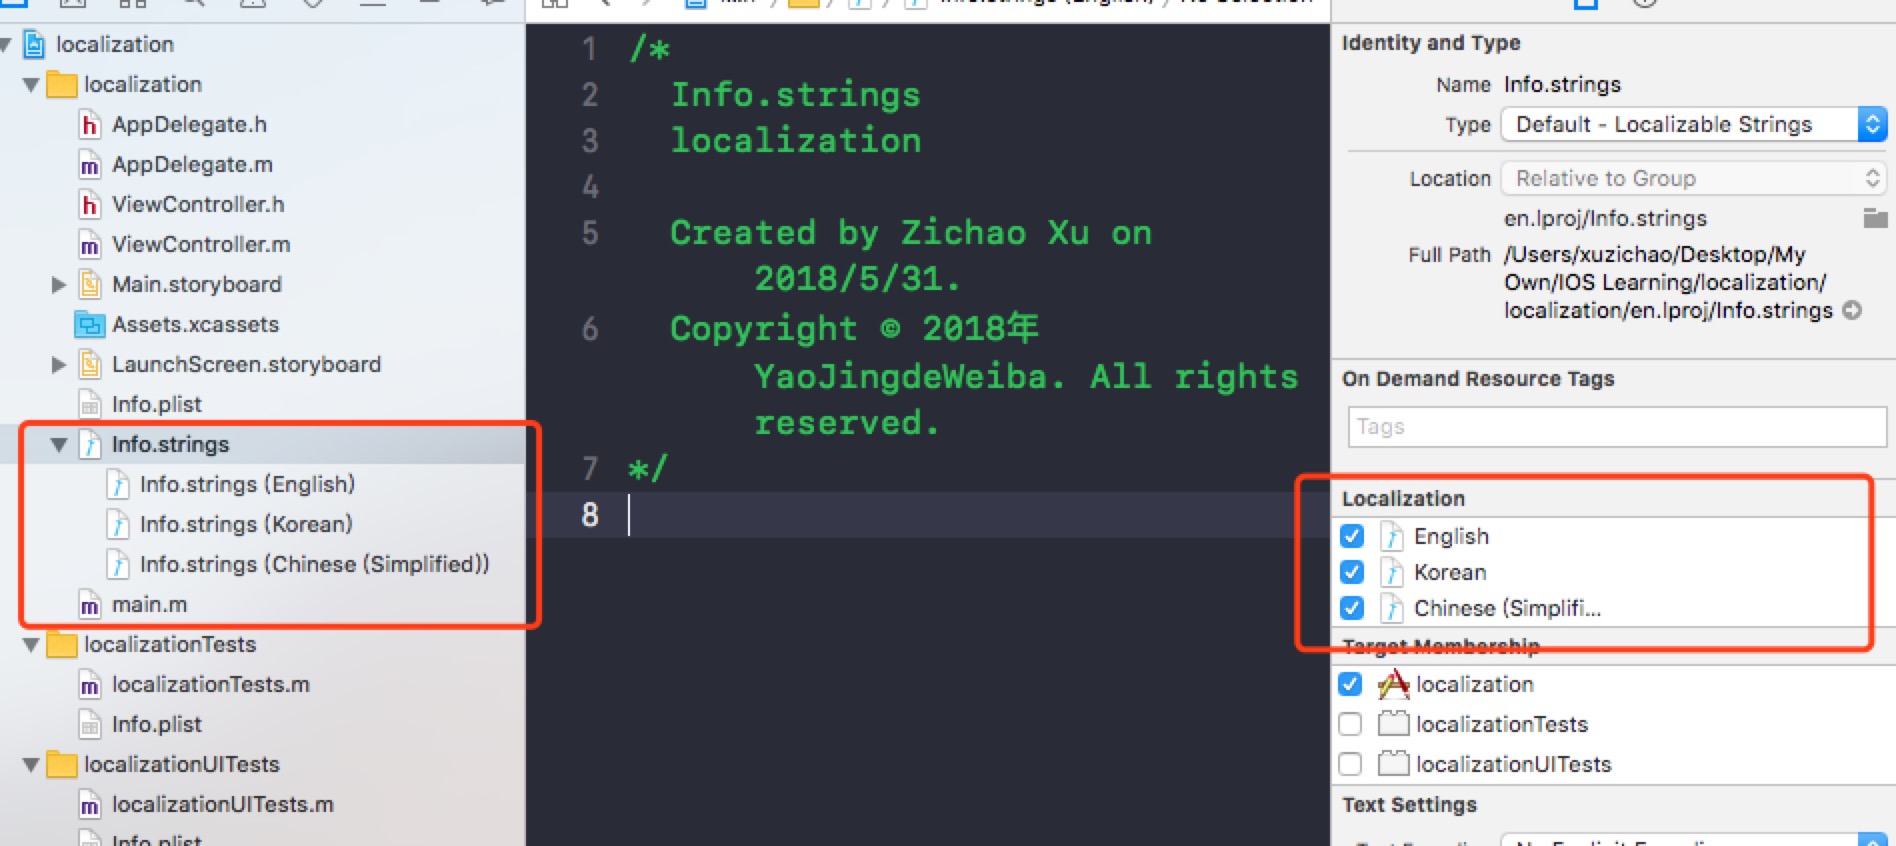 localization
localization
AppDelegate.h
AppDelegate.m
ViewController.h
ViewController.m
Main.storyboard
Assets.xcassets
LaunchScreen.storyboard
Info.plist
Info.strings
Info.strings (English)
Info.strings (Korean)
Info.strings (Chinese (Simplified))
main.m
localizationTests
localizationTests.m
Info.plist
localizationUITests
localizationUITests.m
Info.plist
1 /*
2 Info.strings
3 localization
4
5 Created by Zichao Xu on
2018/5/31.
6 Copyright © 2018年
YaoJingdeWeiba. All rights
reserved.
7 */
8
Identity and Type
Name Info.strings
Type Default - Localizable Strings
Location Relative to Group
en.lproj/Info.strings
Full Path /Users/xuzichao/Desktop/My
Own/IOS Learning/localization/
localization/en.lproj/Info.strings
On Demand Resource Tags
Tags
Localization
English
Korean
Chinese (Simplifi...
Target Membership
localization
localizationTests
localizationUITests
Text Settings